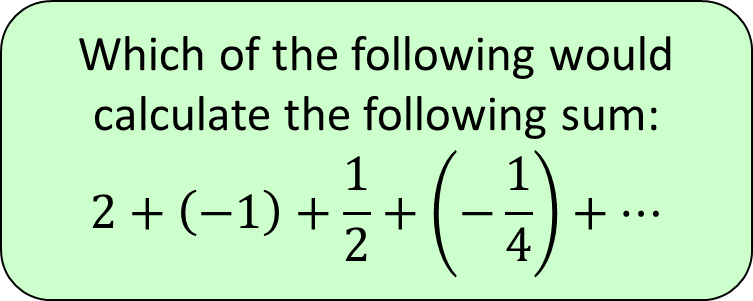 Which of the following would
calculate the following sum:
2 + (−1) + 1/2 + (−1/4) + ⋯